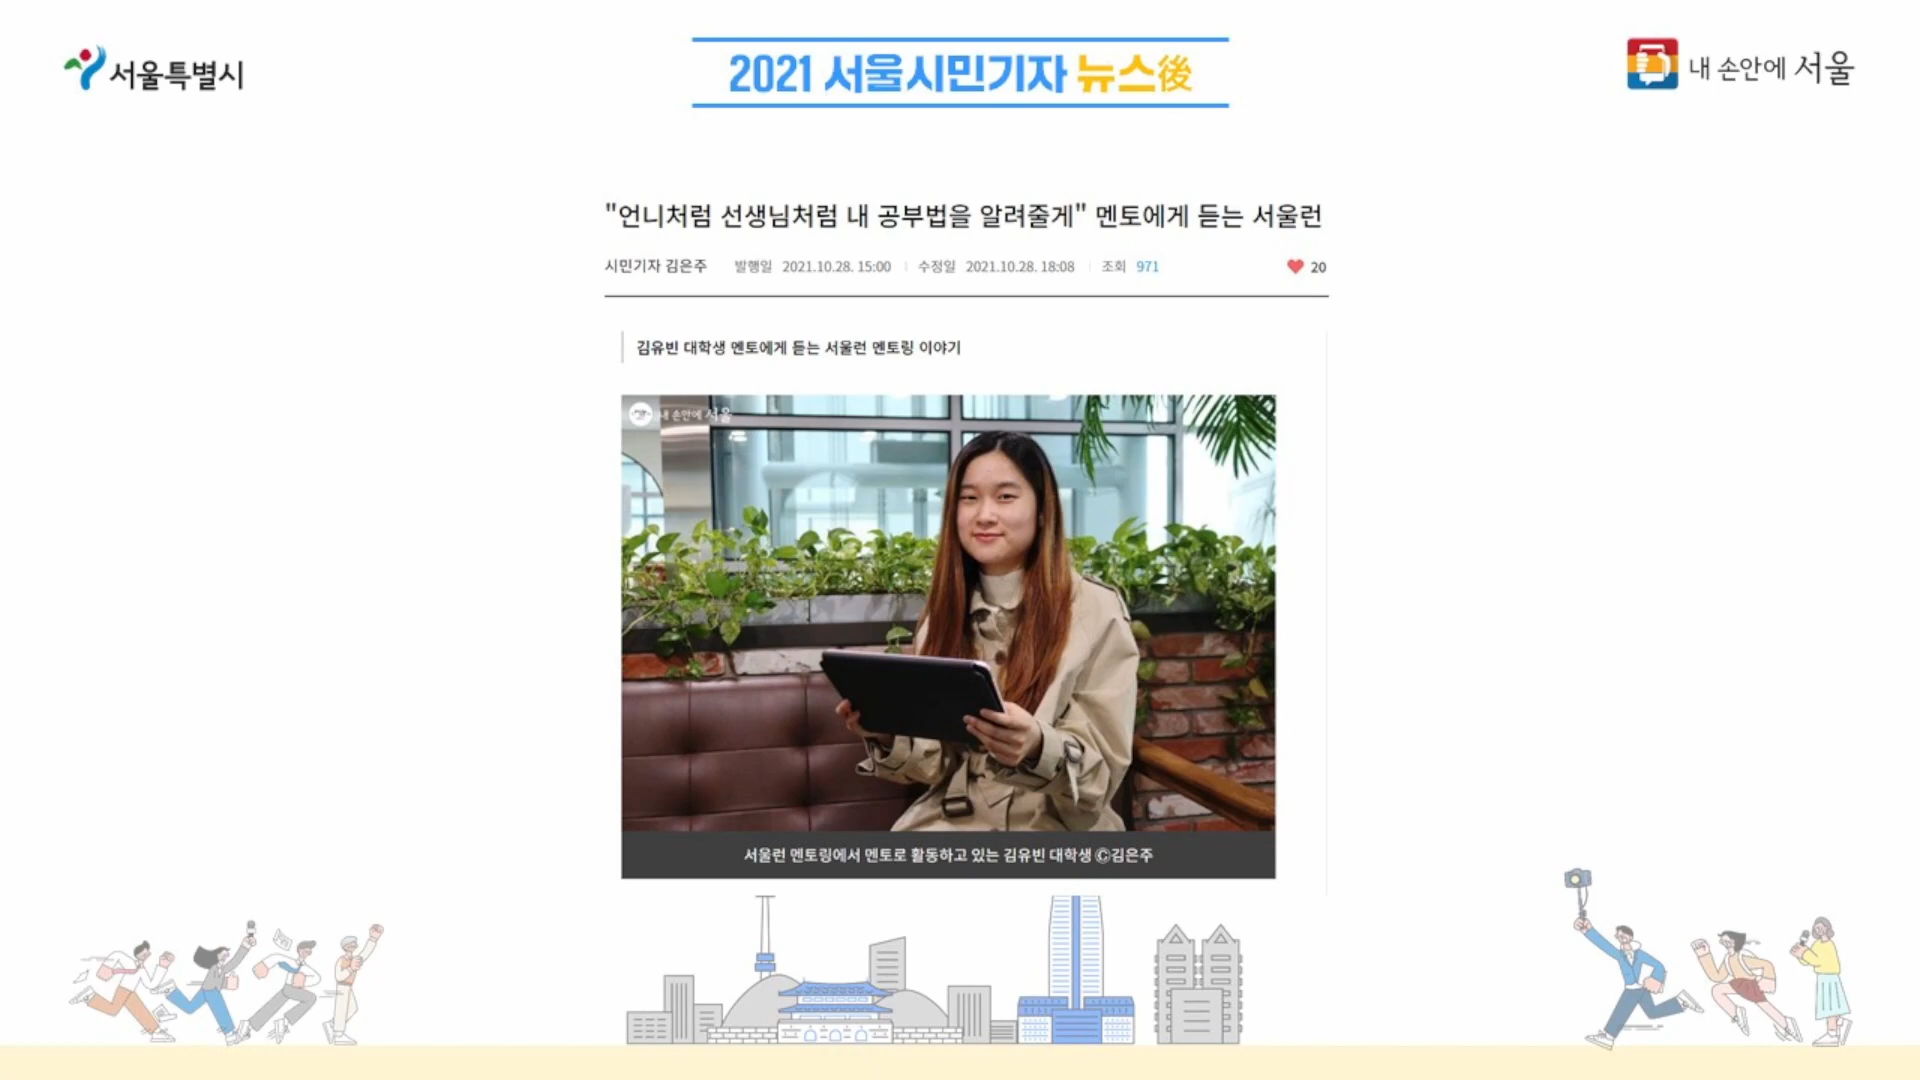 서울특별시
2021 서울시민기자 뉴스後
내 손안에 서울
"언니처럼 선생님처럼 내 공부법을 알려줄게" 멘토에게 듣는 서울런
시민기자 김은주 발행일 2021.10.28. 15:00 수정일 2021.10.28. 18:08 조회 971 20
김유빈 대학생 멘토에게 듣는 서울런 멘토링 이야기
내 손안에 서울
서울런 멘토링에서 멘토로 활동하고 있는 김유빈 대학생 ©김은주